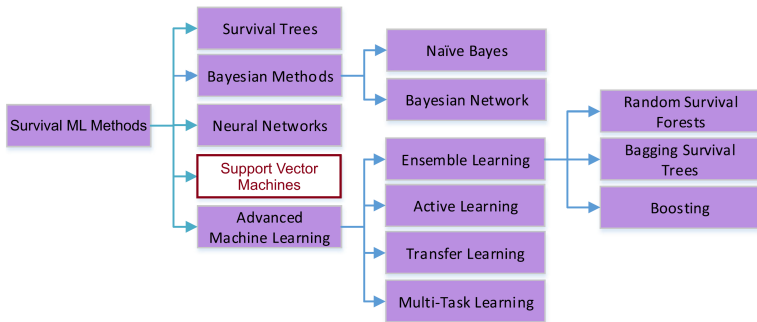 Survival ML Methods
Survival Trees
Bayesian Methods
Neural Networks
Support Vector
Machines
Advanced
Machine Learning
Naïve Bayes
Bayesian Network
Ensemble Learning
Active Learning
Transfer Learning
Multi-Task Learning
Random Survival
Forests
Bagging Survival
Trees
Boosting